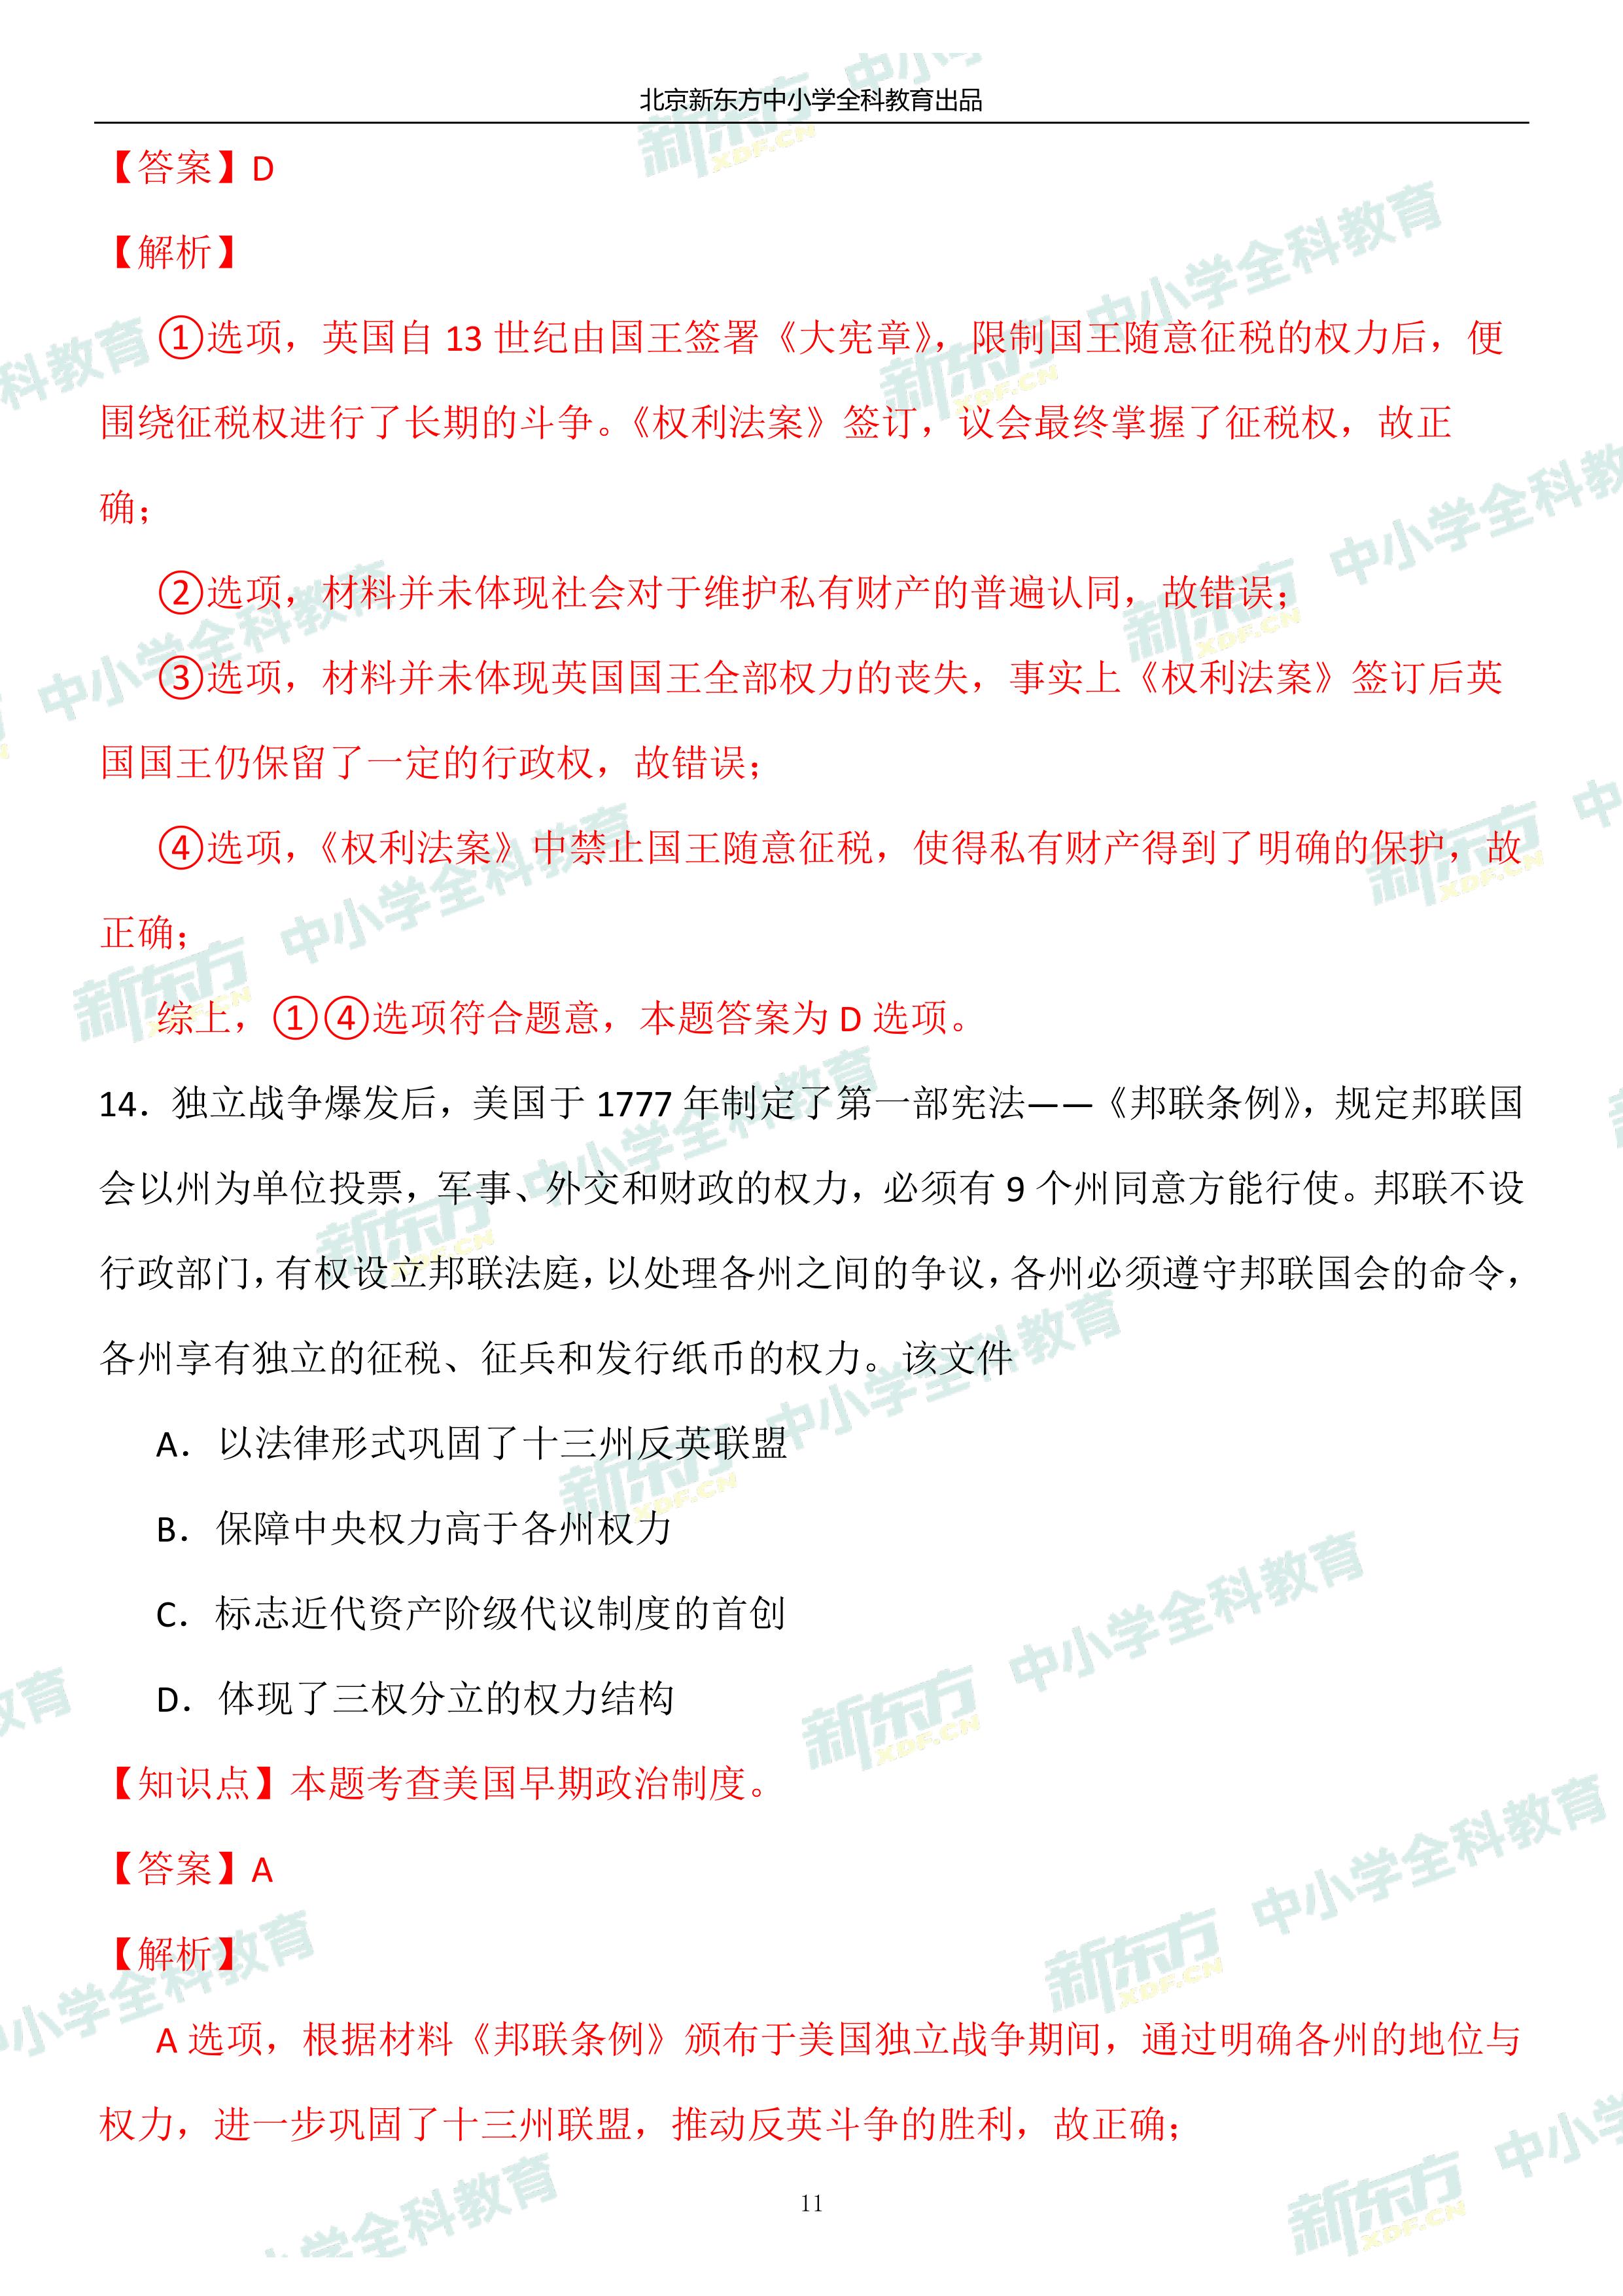 北京新东方中小学全科教育出品
【答案】D
【解析】
①选项，英国自 13 世纪由国王签署《大宪章》，限制国王随意征税的权力后，便
围绕征税权进行了长期的斗争。《权利法案》签订，议会最终掌握了征税权，故正
确；
②选项，材料并未体现社会对于维护私有财产的普遍认同，故错误；
③选项，材料并未体现英国国王全部权力的丧失，事实上《权利法案》签订后英
国国王仍保留了一定的行政权，故错误；
④选项，《权利法案》中禁止国王随意征税，使得私有财产得到了明确的保护，故
正确；
综上，①④选项符合题意，本题答案为 D 选项。
14．独立战争爆发后，美国于 1777 年制定了第一部宪法——《邦联条例》，规定邦联国
会以州为单位投票，军事、外交和财政的权力，必须有 9 个州同意方能行使。邦联不设
行政部门，有权设立邦联法庭，以处理各州之间的争议，各州必须遵守邦联国会的命令，
各州享有独立的征税、征兵和发行纸币的权力。该文件
A．以法律形式巩固了十三州反英联盟
B．保障中央权力高于各州权力
C．标志近代资产阶级代议制度的首创
D．体现了三权分立的权力结构
【知识点】本题考查美国早期政治制度。
【答案】A
【解析】
A 选项，根据材料《邦联条例》颁布于美国独立战争期间，通过明确各州的地位与
权力，进一步巩固了十三州联盟，推动反英斗争的胜利，故正确；
11